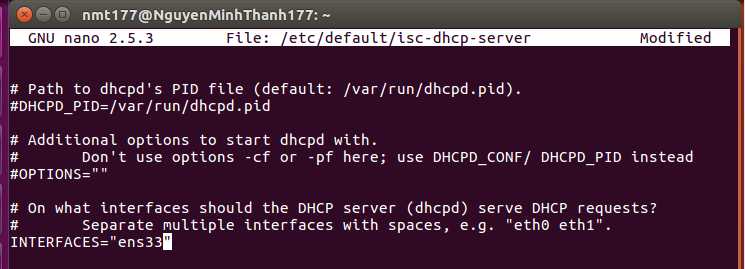 nmt177@NguyenMinhThanh177: ~
GNU nano 2.5.3 File: /etc/default/isc-dhcp-server Modified
# Path to dhcpd's PID file (default: /var/run/dhcpd.pid).
#DHCPD_PID=/var/run/dhcpd.pid
# Additional options to start dhcpd with.
#       Don't use options -cf or -pf here; use DHCPD_CONF/ DHCPD_PID instead
#OPTIONS=""
# On what interfaces should the DHCP server (dhcpd) serve DHCP requests?
#       Separate multiple interfaces with spaces, e.g. "eth0 eth1".
INTERFACES="ens33"